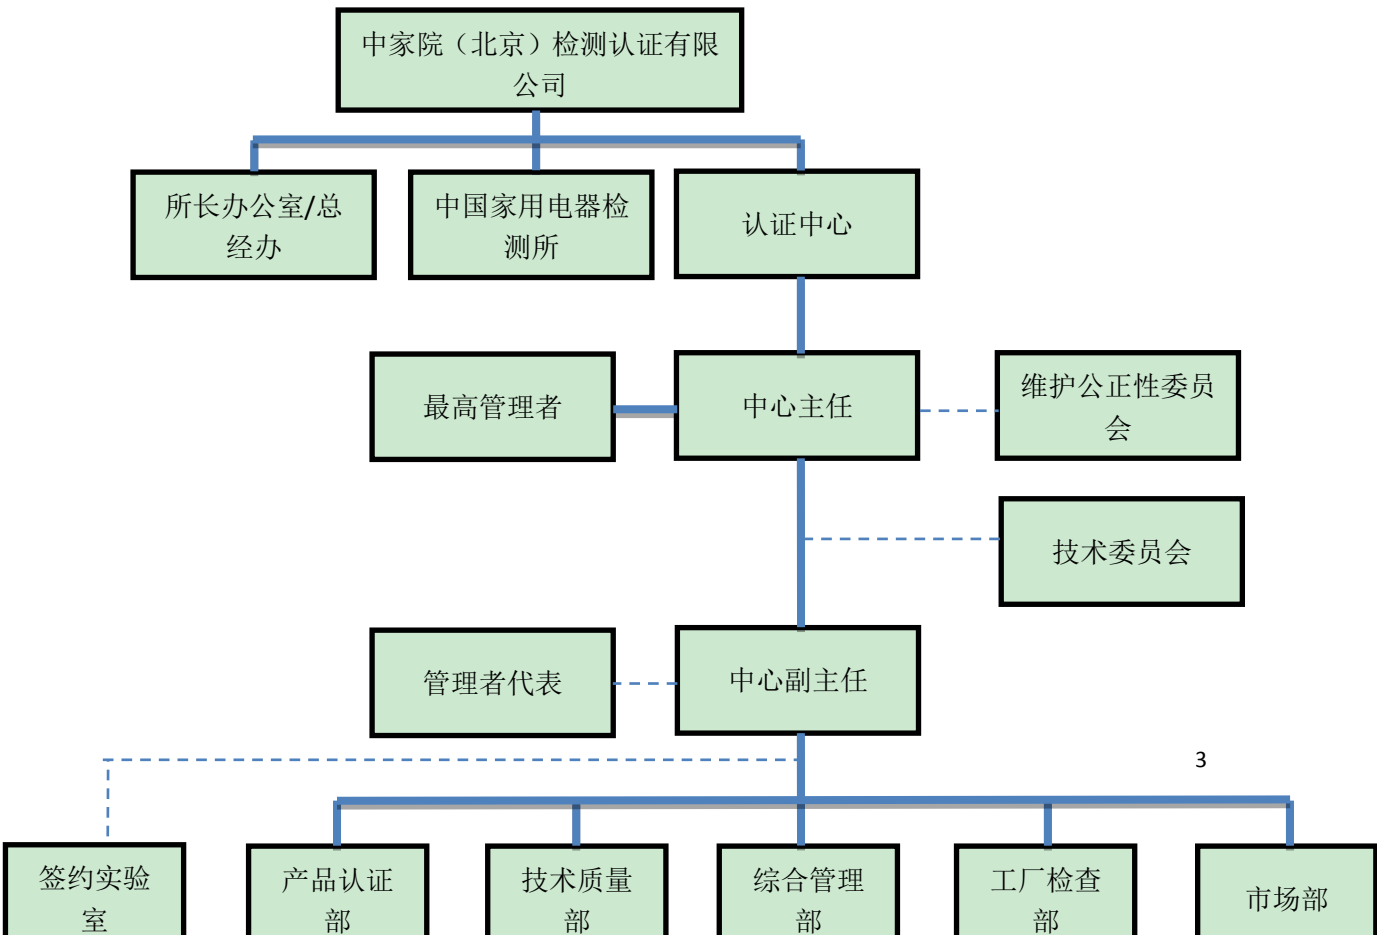 中家院（北京）检测认证有限
公司
所长办公室/总
经办
中国家用电器检
测所
认证中心
最高管理者
中心主任
维护公正性委员
会
技术委员会
管理者代表
中心副主任
3
签约实验
室
产品认证
部
技术质量
部
综合管理
部
工厂检查
部
市场部